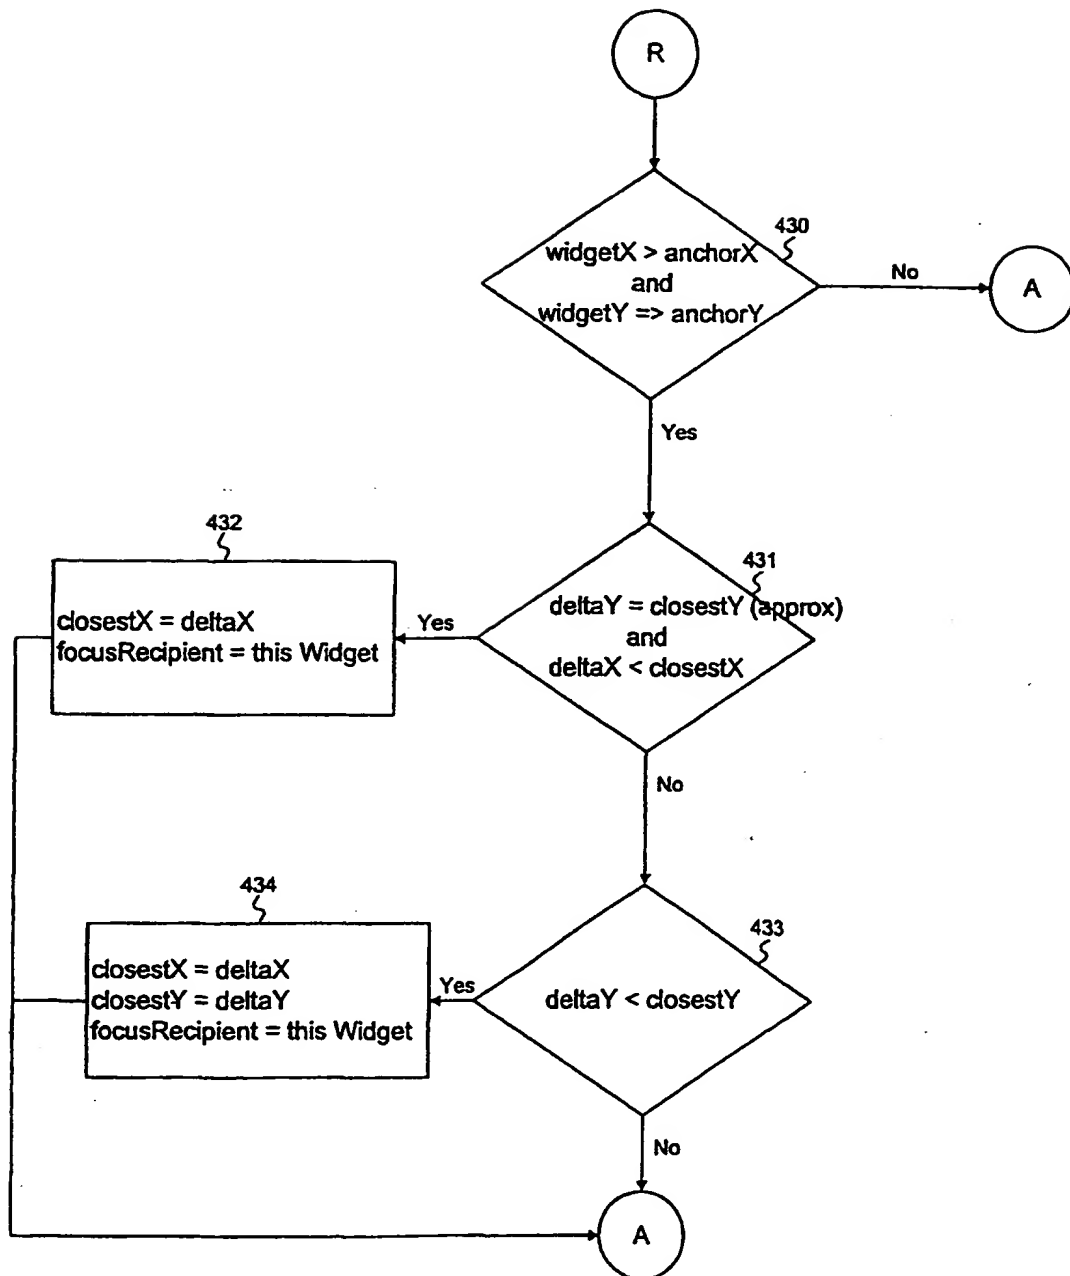 R
430
widgetX > anchorX
and
widgetY => anchorY
No
A
Yes
432
closestX = deltaX
focusRecipient = this Widget
Yes
431
deltaY = closestY (approx)
and
deltaX < closestX
No
434
closestX = deltaX
closestY = deltaY
focusRecipient = this Widget
Yes
433
deltaY < closestY
No
A